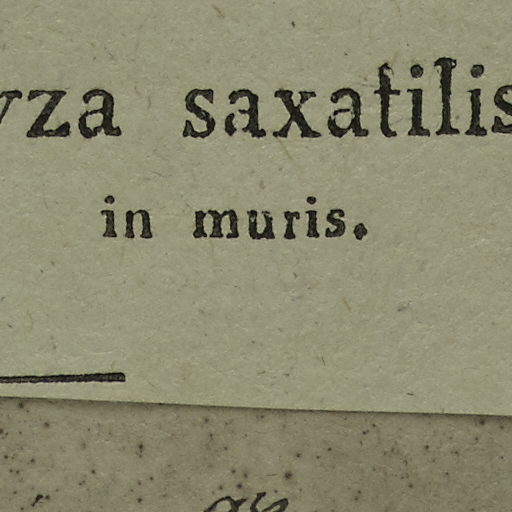 yza saxatilis
in muris.